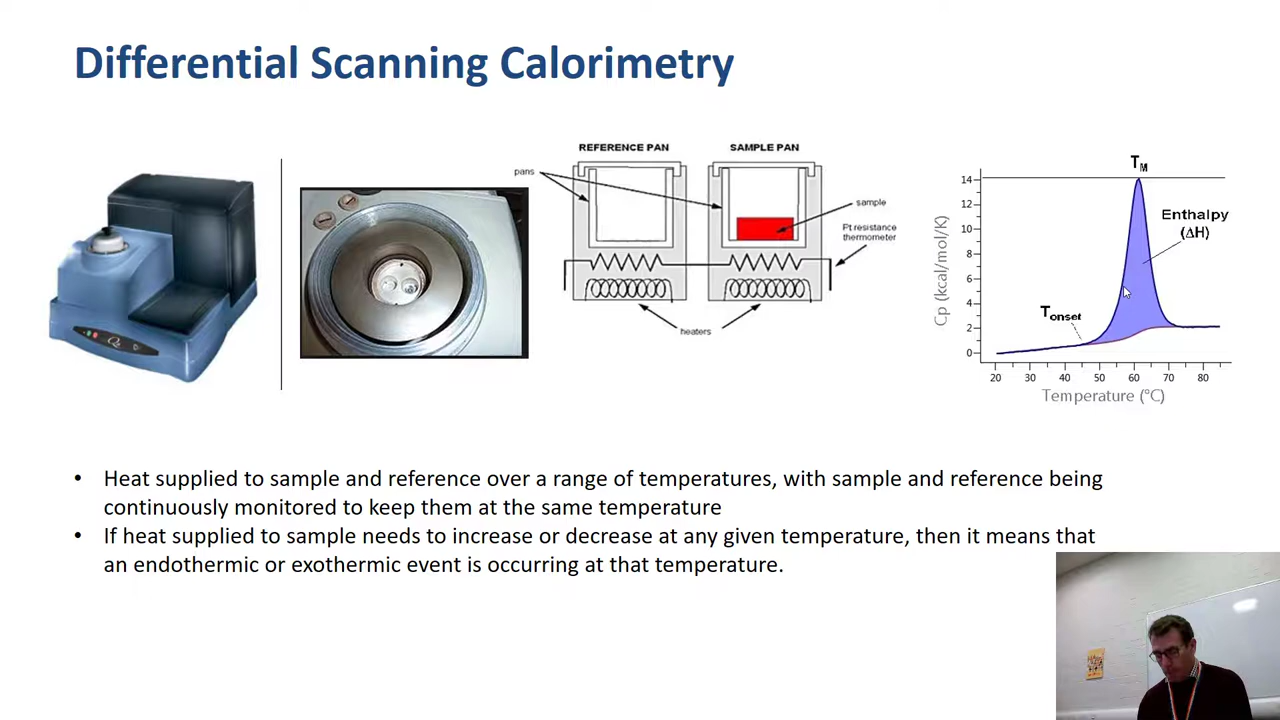 Differential Scanning Calorimetry
REFERENCE PAN
SAMPLE PAN
pans
sample
Pt resistance
thermometer
heaters
TM
14
12
10
8
6
4
2
0
Cp (kcal/mol/K)
Enthalpy
(ΔH)
Tonset
20 30 40 50 60 70 80
Temperature (°C)
• Heat supplied to sample and reference over a range of temperatures, with sample and reference being
continuously monitored to keep them at the same temperature
• If heat supplied to sample needs to increase or decrease at any given temperature, then it means that
an endothermic or exothermic event is occurring at that temperature.